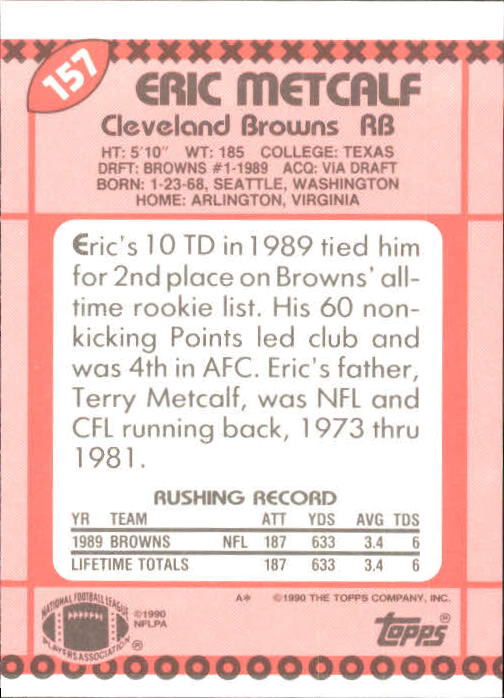 157
ERIC METCALF
Cleveland Browns RB
HT: 5'10" WT: 185 COLLEGE: TEXAS
DRFT: BROWNS #1-1989 ACQ: VIA DRAFT
BORN: 1-23-68, SEATTLE, WASHINGTON
HOME: ARLINGTON, VIRGINIA
Eric's 10 TD in 1989 tied him
for 2nd place on Browns' all-
time rookie list. His 60 non-
kicking Points led club and
was 4th in AFC. Eric's father,
Terry Metcalf, was NFL and
CFL running back, 1973 thru
1981.
RUSHING RECORD
YR TEAM ATT YDS AVG TDS
1989 BROWNS NFL 187 633 3.4 6
LIFETIME TOTALS 187 633 3.4 6
A* ©1990 THE TOPPS COMPANY, INC.
NATIONAL FOOTBALL LEAGUE
PLAYERS ASSOCIATION ®
©1990
NFLPA
TOPPS®